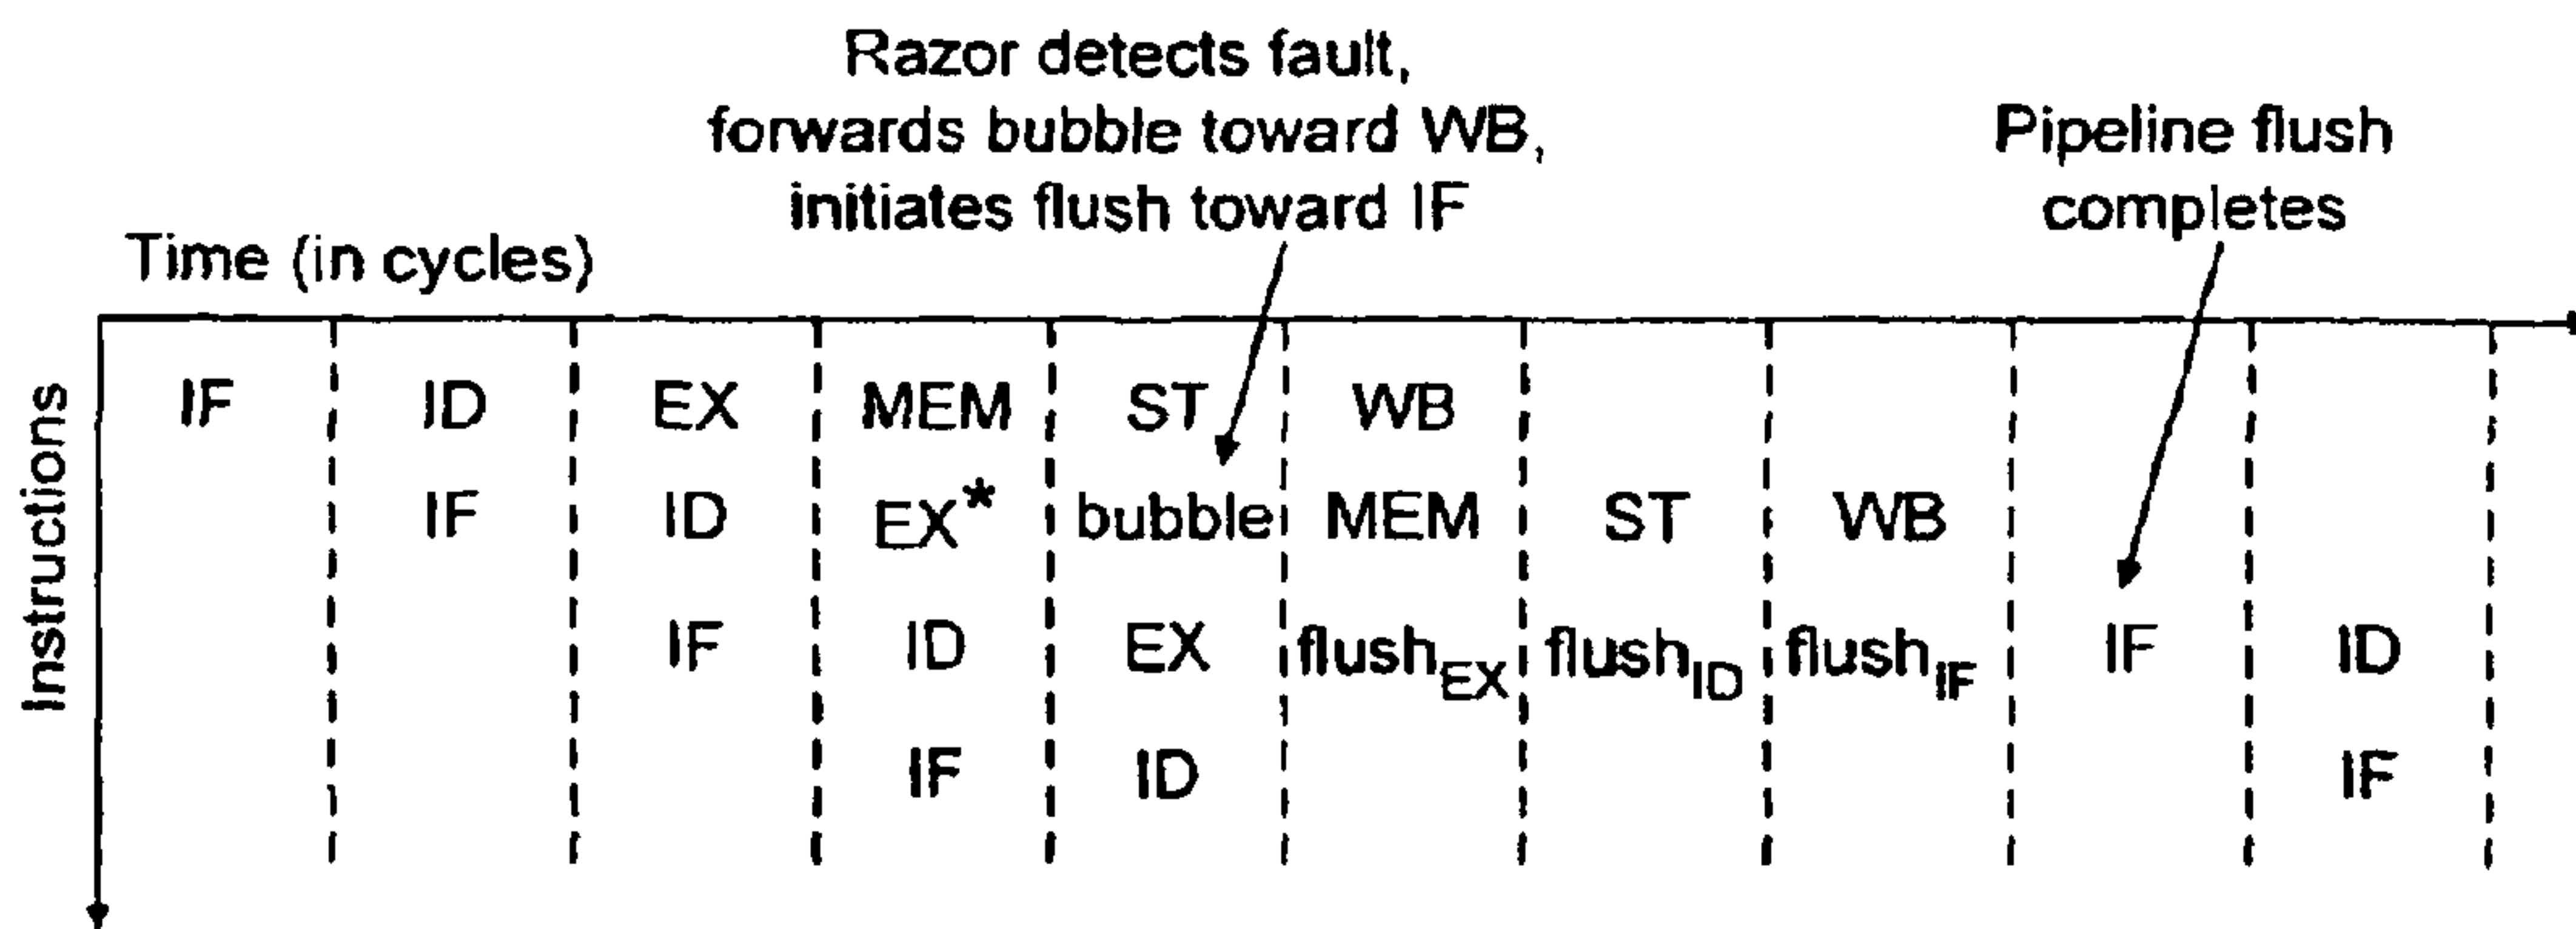 Razor detects fault,
forwards bubble toward WB,
initiates flush toward IF
Pipeline flush
completes
Time (in cycles)
Instructions
IF ID EX MEM ST WB
IF ID EX* bubble MEM ST WB
IF ID EX flushEX flushID flushIF IF ID
IF ID IF